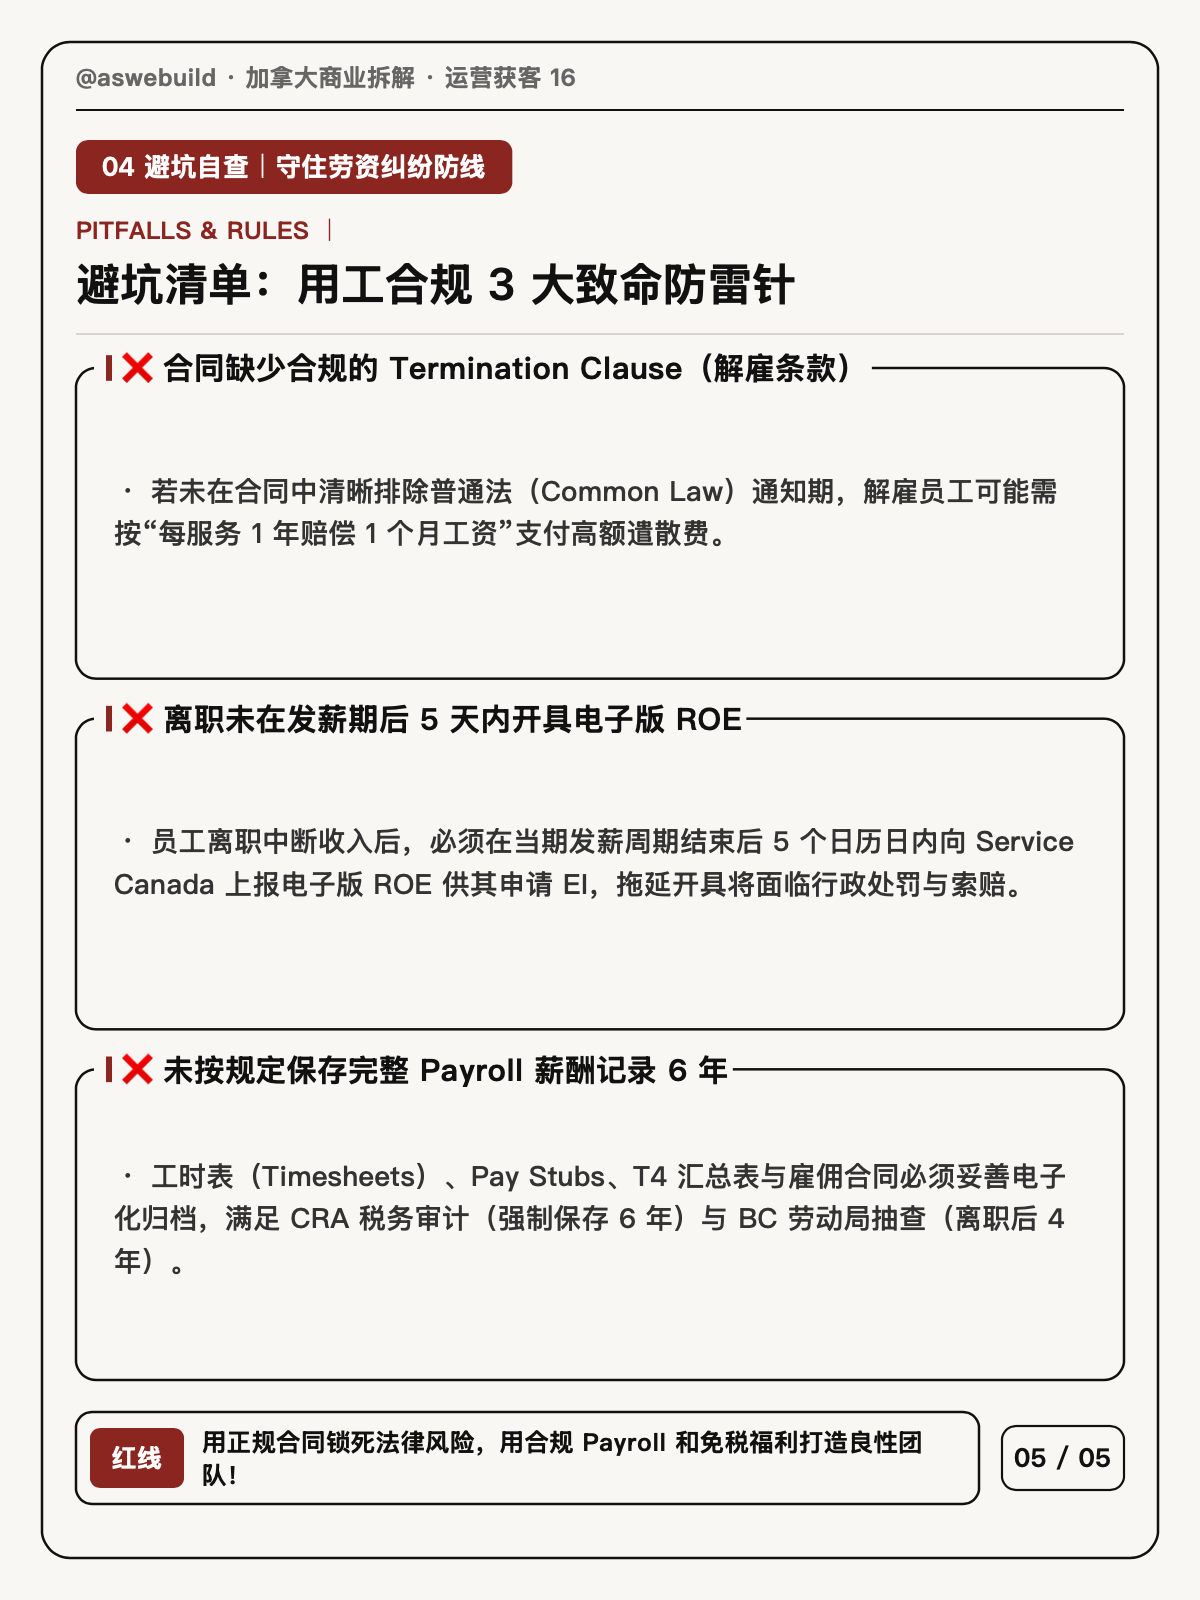 @aswebuild · 加拿大商业拆解 · 运营获客 16
04 避坑自查｜守住劳资纠纷防线
PITFALLS & RULES ｜
避坑清单：用工合规 3 大致命防雷针
❌ 合同缺少合规的 Termination Clause（解雇条款）
· 若未在合同中清晰排除普通法（Common Law）通知期，解雇员工可能需
按“每服务 1 年赔偿 1 个月工资”支付高额遣散费。
❌ 离职未在发薪期后 5 天内开具电子版 ROE
· 员工离职中断收入后，必须在当期发薪周期结束后 5 个日历日内向 Service
Canada 上报电子版 ROE 供其申请 EI，拖延开具将面临行政处罚与索赔。
❌ 未按规定保存完整 Payroll 薪酬记录 6 年
· 工时表（Timesheets）、Pay Stubs、T4 汇总表与雇佣合同必须妥善电子
化归档，满足 CRA 税务审计（强制保存 6 年）与 BC 劳动局抽查（离职后 4
年）。
红线
用正规合同锁死法律风险，用合规 Payroll 和免税福利打造良性团
队！
05 / 05